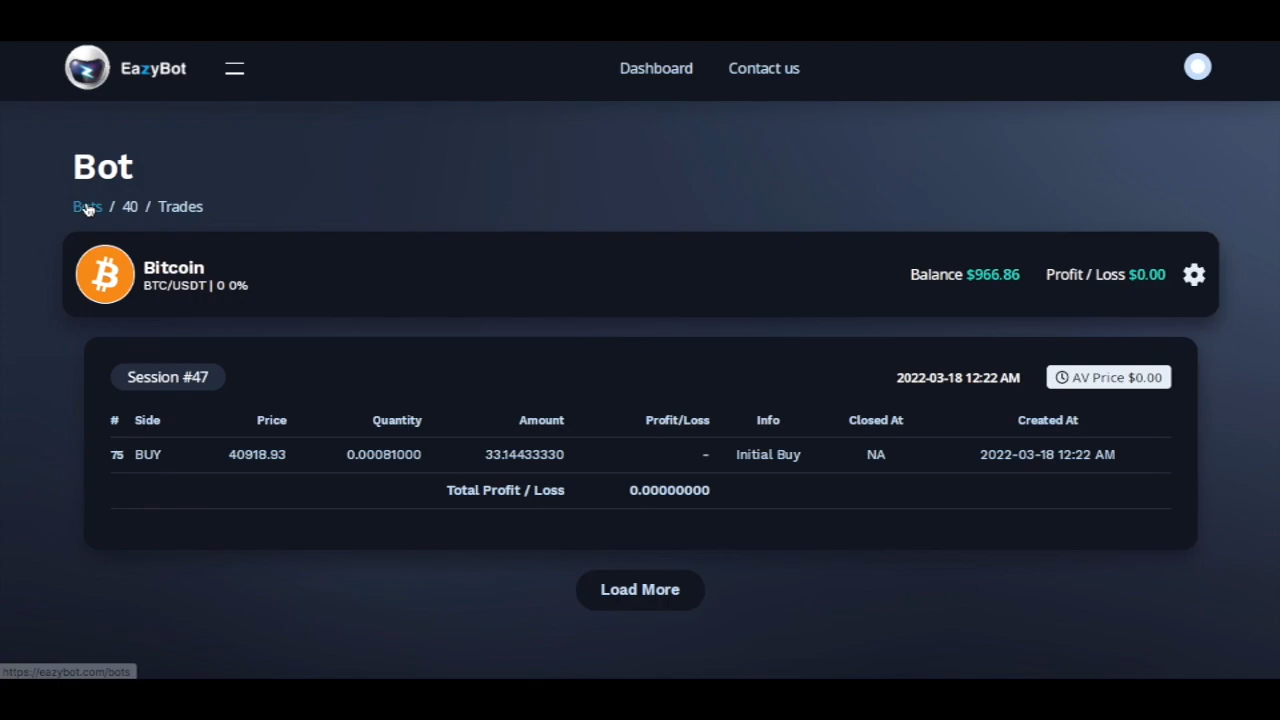 EazyBot
Dashboard Contact us
Bot
Bots / 40 / Trades
Bitcoin
BTC/USDT | 0 0%
Balance $966.86 Profit / Loss $0.00
Session #47 2022-03-18 12:22 AM AV Price $0.00
# Side Price Quantity Amount Profit/Loss Info Closed At Created At
75 BUY 40918.93 0.00081000 33.14433330 - Initial Buy NA 2022-03-18 12:22 AM
Total Profit / Loss 0.00000000
Load More
https://eazybot.com/bots